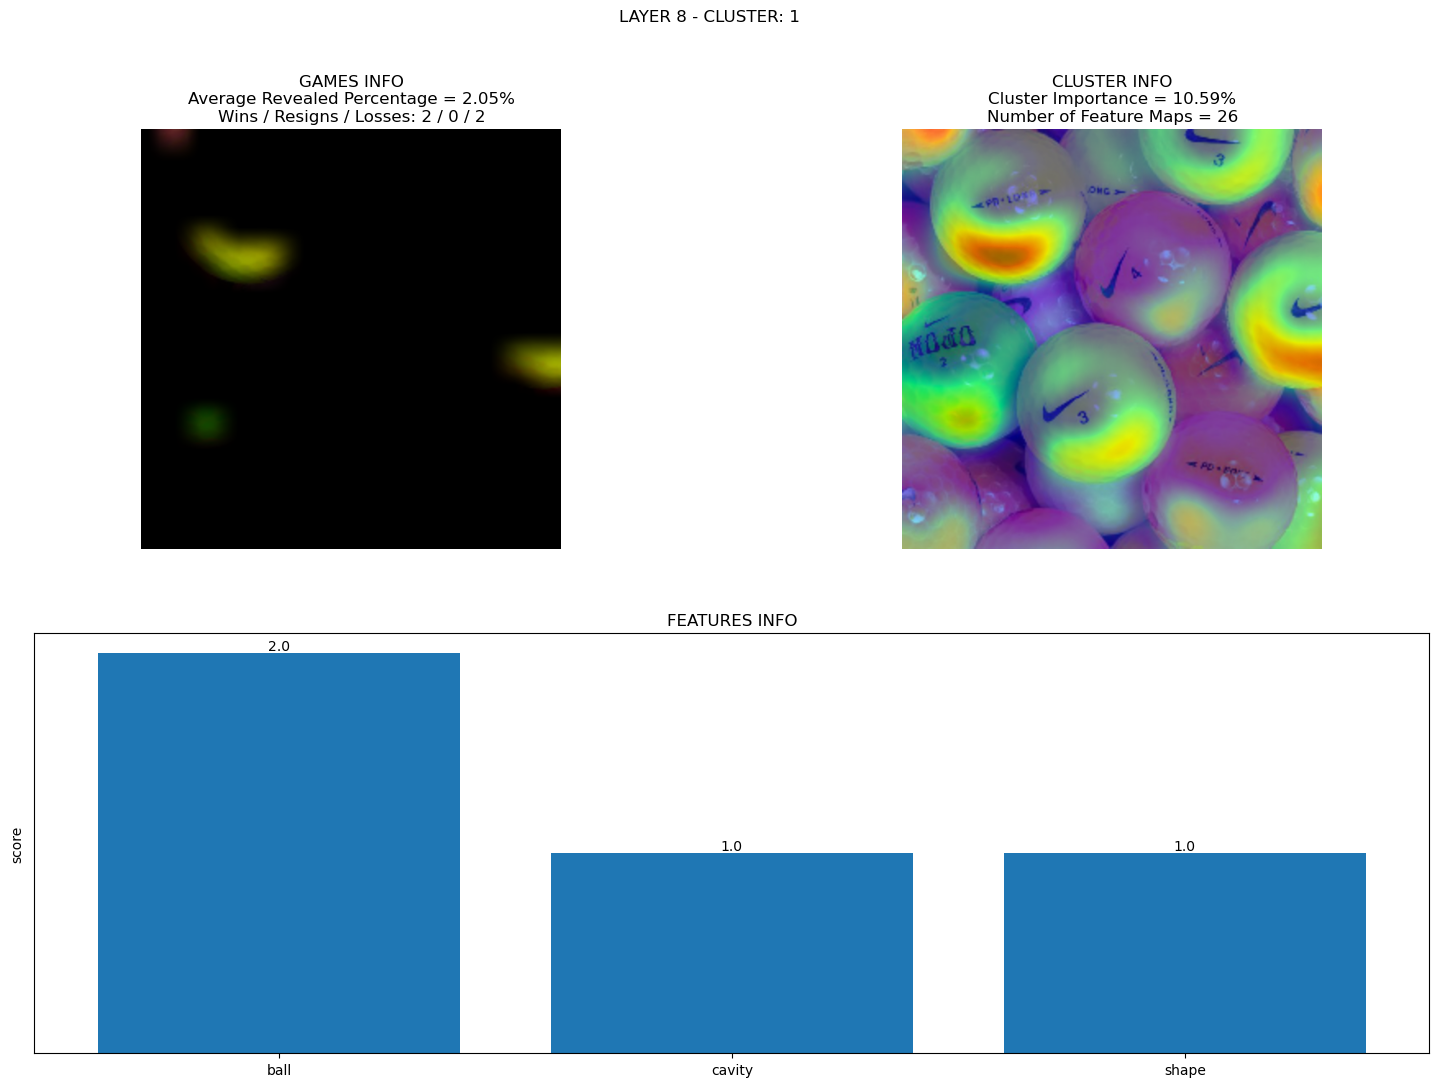 LAYER 8 - CLUSTER: 1
GAMES INFO
Average Revealed Percentage = 2.05%
Wins / Resigns / Losses: 2 / 0 / 2
CLUSTER INFO
Cluster Importance = 10.59%
Number of Feature Maps = 26
3
4
MOJO
2
3
FEATURES INFO
score
2.0
1.0
1.0
ball
cavity
shape